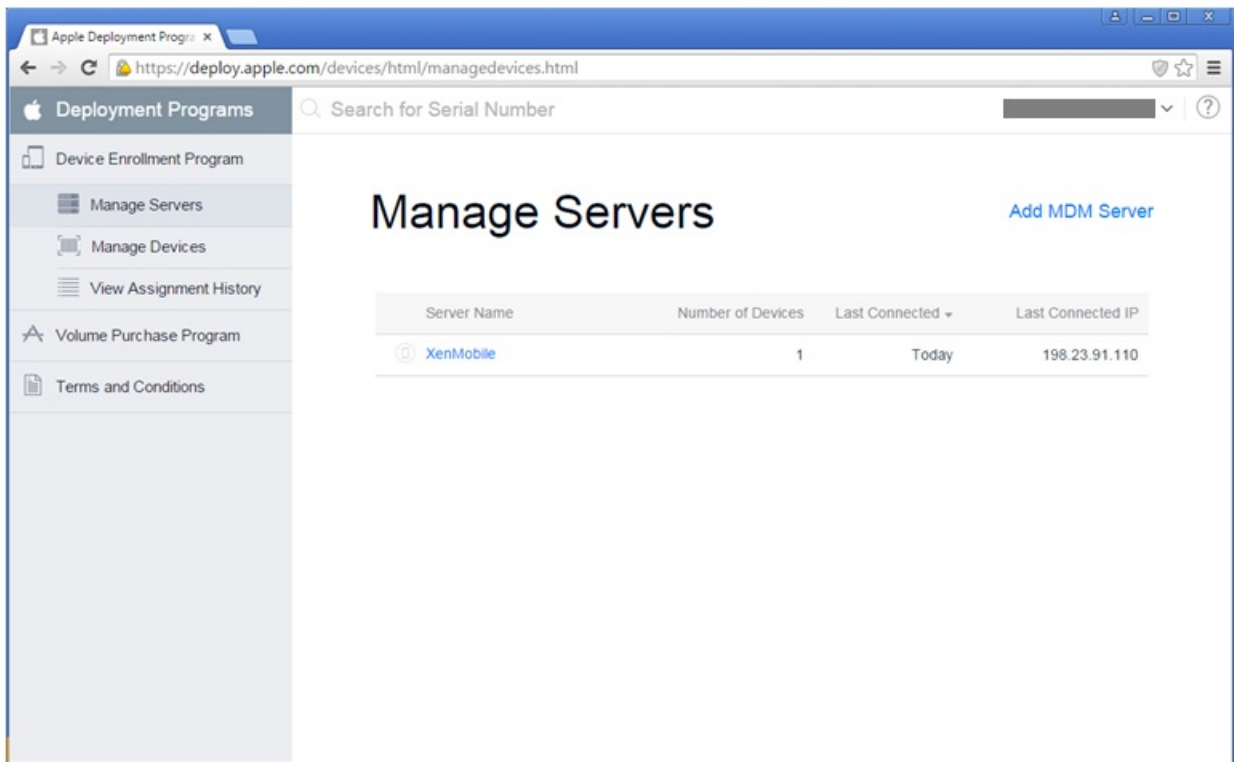 Apple Deployment Progra
https://deploy.apple.com/devices/html/managedevices.html
Deployment Programs
Search for Serial Number
Device Enrollment Program
Manage Servers
Manage Devices
View Assignment History
Volume Purchase Program
Terms and Conditions
Manage Servers
Add MDM Server
Server Name Number of Devices Last Connected Last Connected IP
XenMobile 1 Today 198.23.91.110